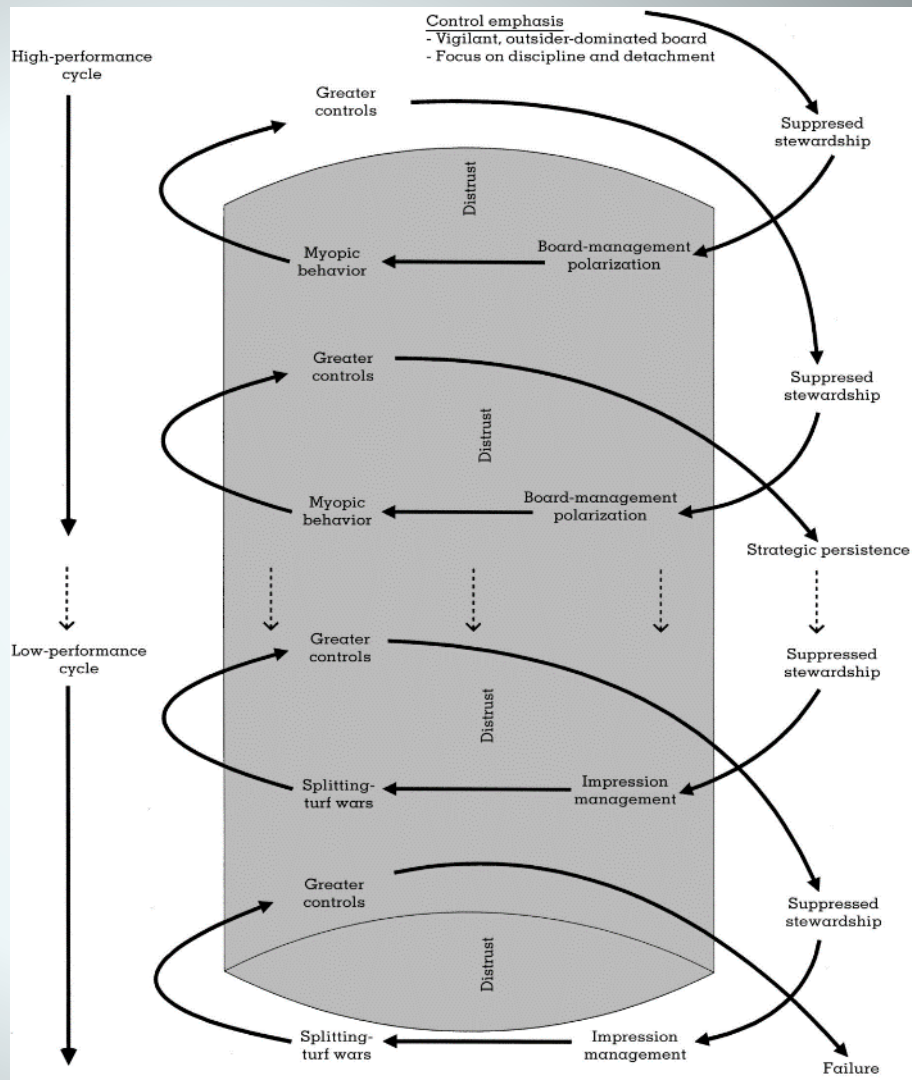 Control emphasis
- Vigilant, outsider-dominated board
- Focus on discipline and detachment
High-performance
cycle
Greater
controls
Suppresed
stewardship
Distrust
Myopic
behavior
Board-management
polarization
Greater
controls
Suppresed
stewardship
Distrust
Myopic
behavior
Board-management
polarization
Strategic persistence
Low-performance
cycle
Greater
controls
Suppressed
stewardship
Distrust
Splitting-
turf wars
Impression
management
Greater
controls
Suppressed
stewardship
Distrust
Splitting-
turf wars
Impression
management
Failure